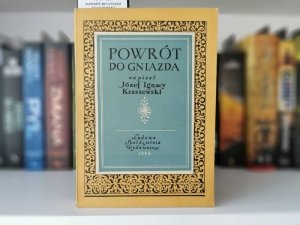 POWRÓT
DO GNIAZDA
napisał
Józef Ignacy
Kraszewski
Ludowa
Spółdzielnia
Wydawnicza